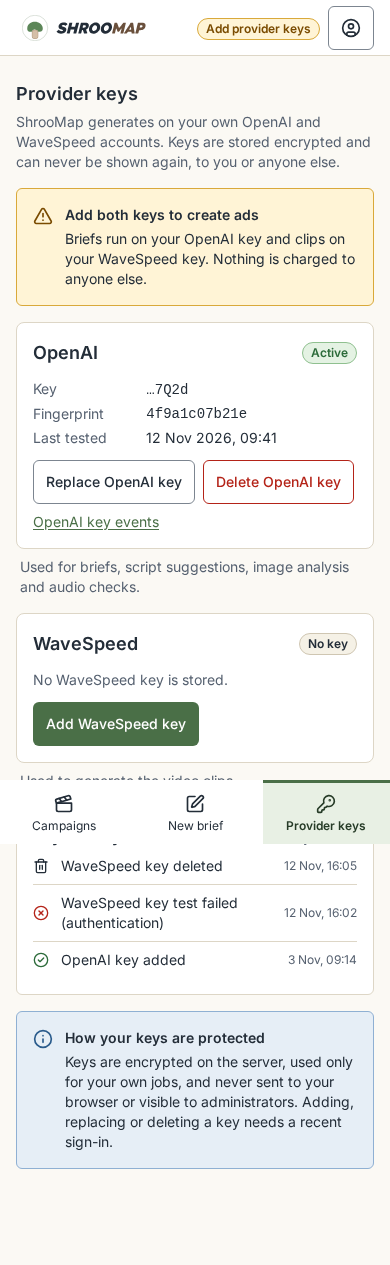 SHROOMAP
Add provider keys
Provider keys
ShrooMap generates on your own OpenAI and
WaveSpeed accounts. Keys are stored encrypted and
can never be shown again, to you or anyone else.
Add both keys to create ads
Briefs run on your OpenAI key and clips on
your WaveSpeed key. Nothing is charged to
anyone else.
OpenAI
Active
Key
…7Q2d
Fingerprint
4f9a1c07b21e
Last tested
12 Nov 2026, 09:41
Replace OpenAI key
Delete OpenAI key
OpenAI key events
Used for briefs, script suggestions, image analysis
and audio checks.
WaveSpeed
No key
No WaveSpeed key is stored.
Add WaveSpeed key
Used to generate the video clips.
Campaigns
New brief
Provider keys
WaveSpeed key deleted
12 Nov, 16:05
WaveSpeed key test failed
(authentication)
12 Nov, 16:02
OpenAI key added
3 Nov, 09:14
How your keys are protected
Keys are encrypted on the server, used only
for your own jobs, and never sent to your
browser or visible to administrators. Adding,
replacing or deleting a key needs a recent
sign-in.